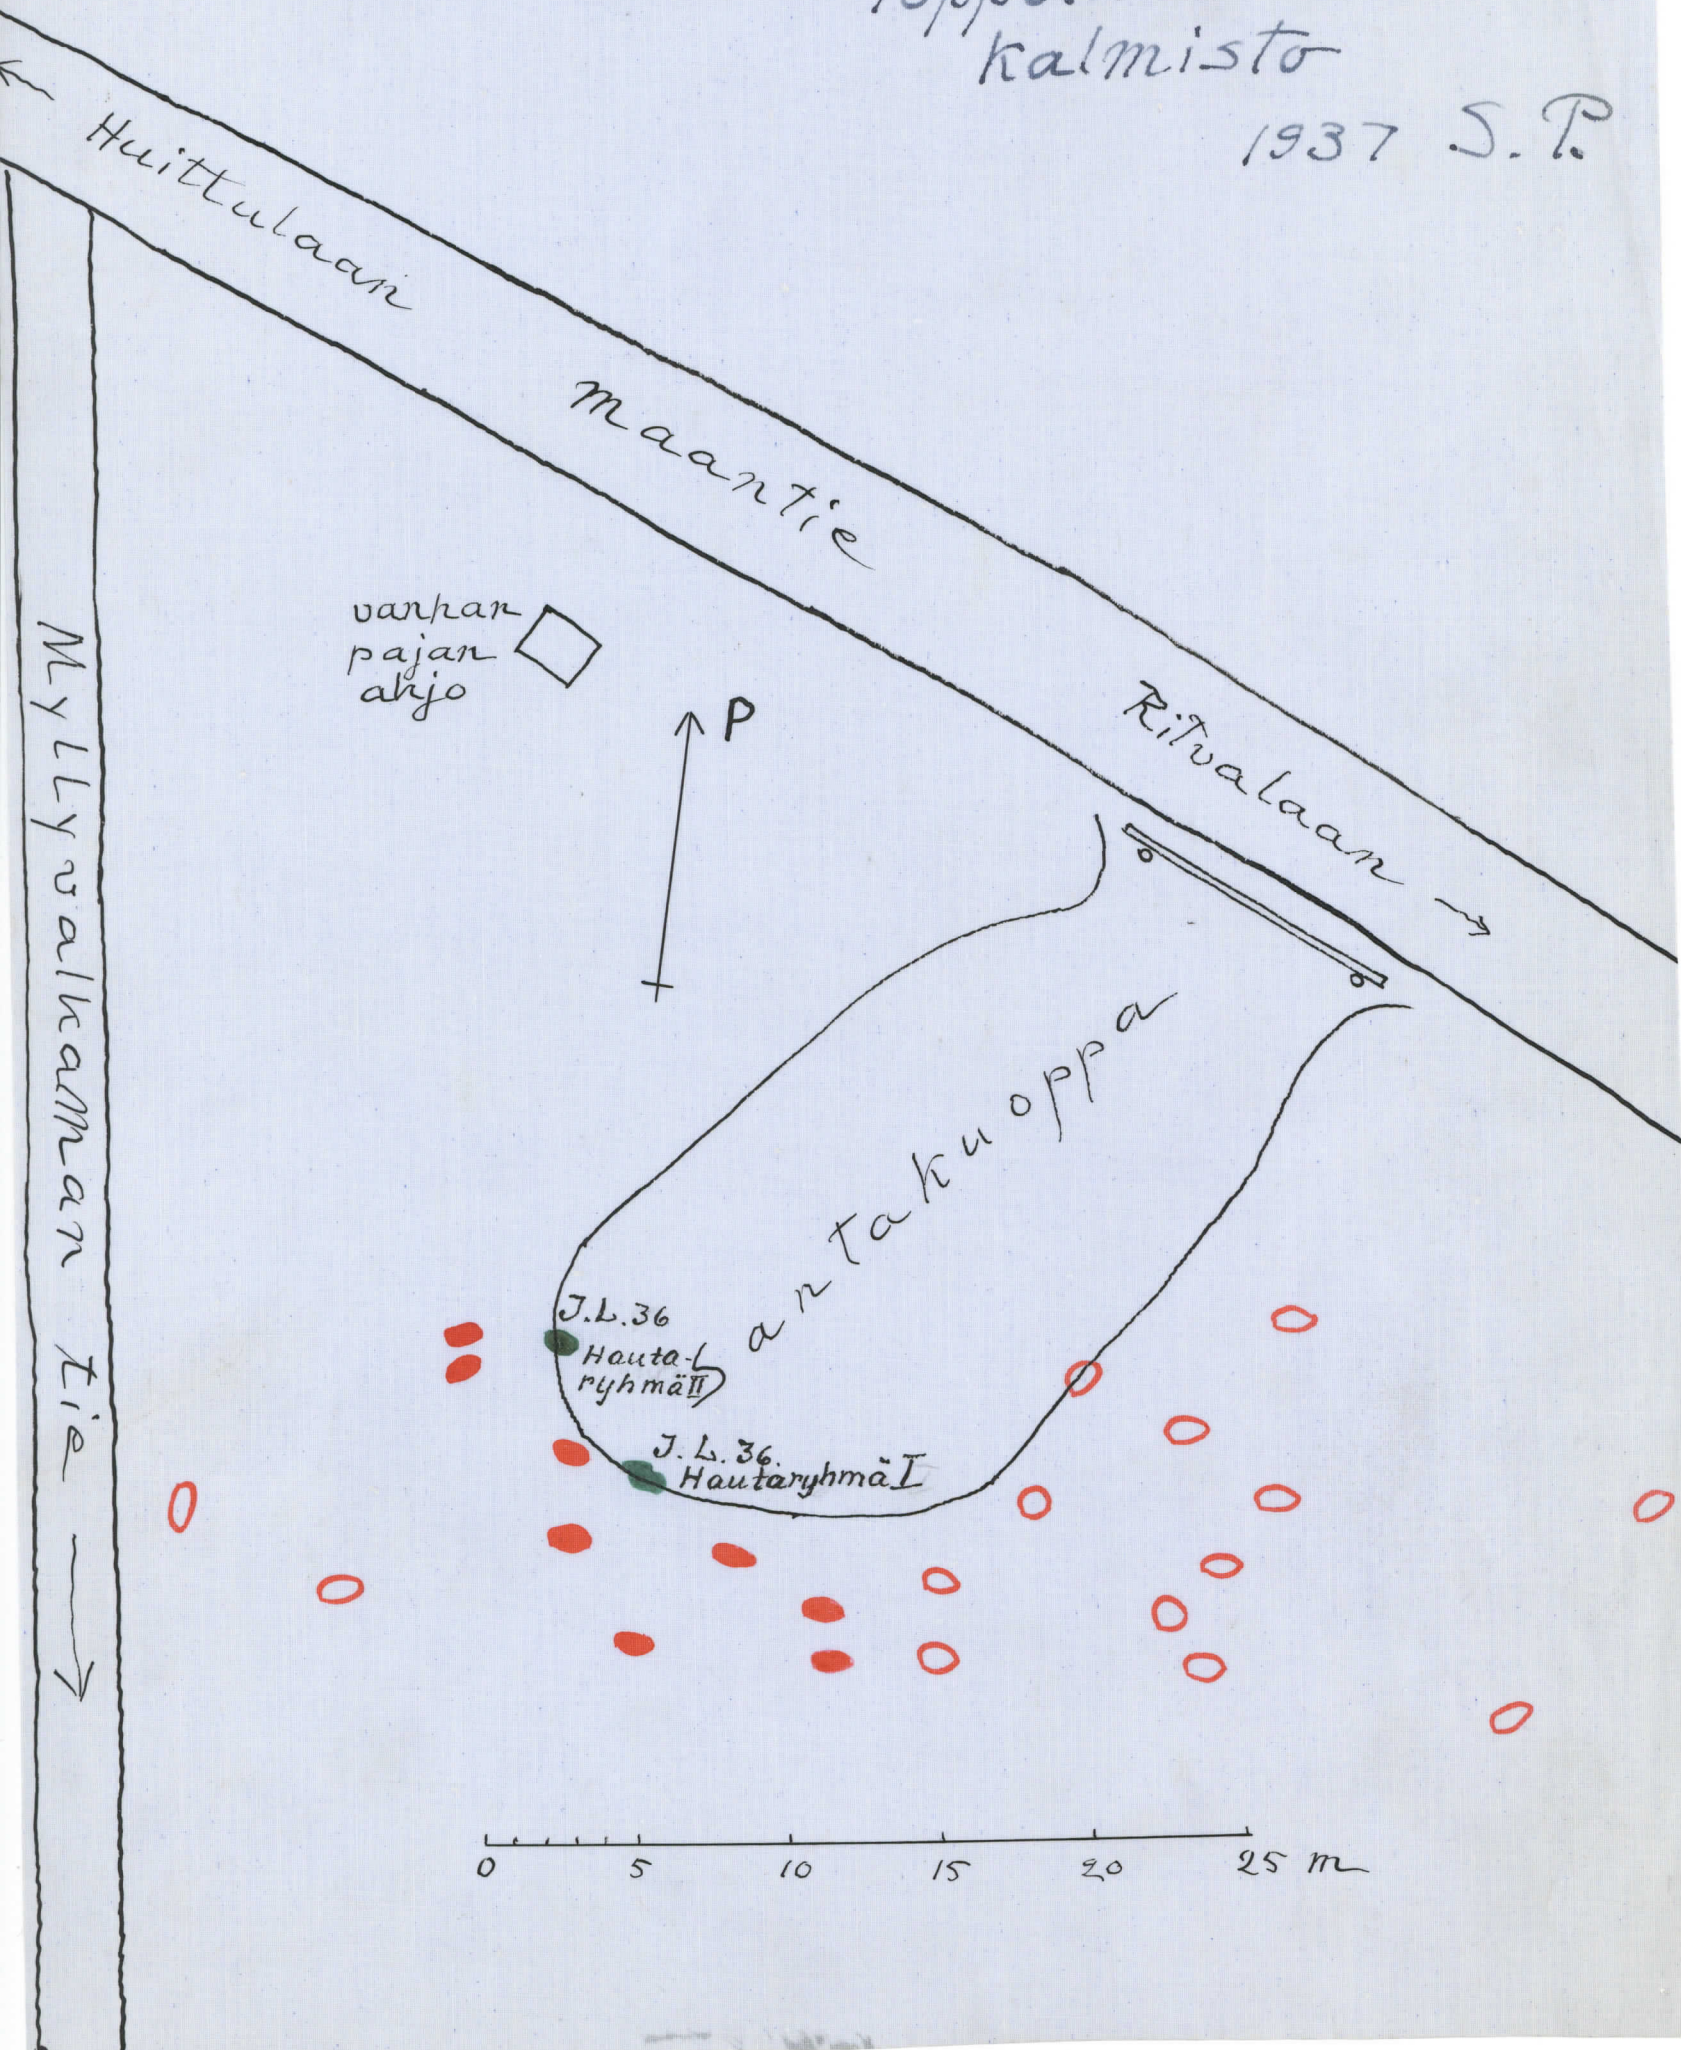 Kalmisto
1937 S.P.
Huittulaan
Maantie
Ritvalaan
vanhan
pajan
ahjo
P
Myllyvalkaman tie
antakuoppa
J.L.36
Hauta-
ryhmä II
J.L.36.
Hautaryhmä I
0 5 10 15 20 25 m